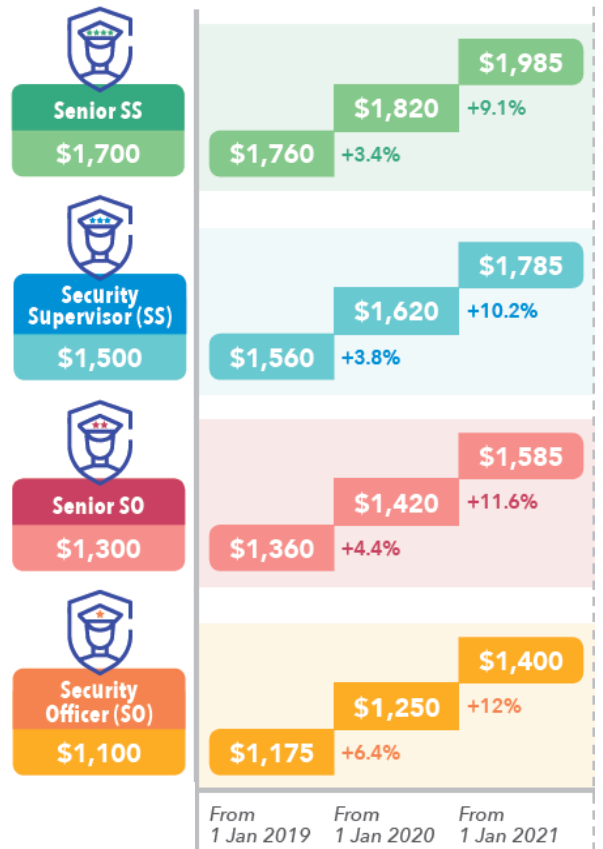 $1,985
Senior SS
$1,820
+9.1%
$1,700
$1,760
+3.4%
$1,785
Security
Supervisor (SS)
$1,620
+10.2%
$1,500
$1,560
+3.8%
$1,585
Senior SO
$1,420
+11.6%
$1,300
$1,360
+4.4%
$1,400
Security
Officer (SO)
$1,250
+12%
$1,100
$1,175
+6.4%
From
1 Jan 2019
From
1 Jan 2020
From
1 Jan 2021